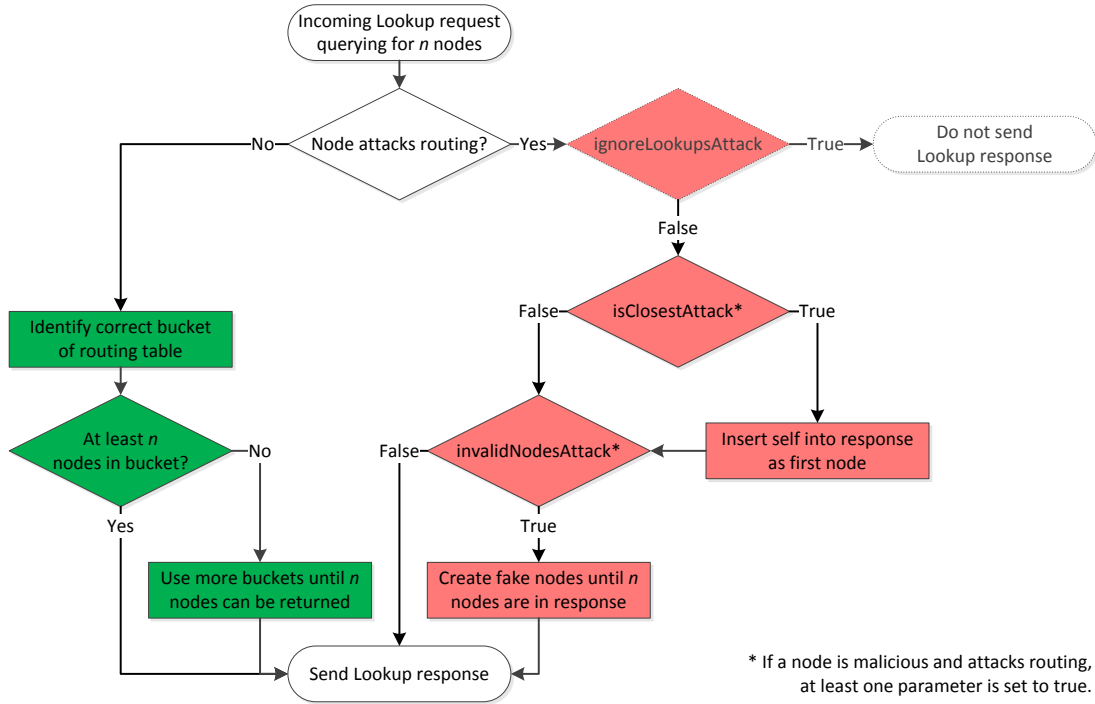 Incoming Lookup request
querying for n nodes
Node attacks routing?
No
Yes
ignoreLookupsAttack
True
Do not send
Lookup response
False
isClosestAttack*
False
True
Identify correct bucket
of routing table
At least n
nodes in bucket?
No
Yes
invalidNodesAttack*
False
Insert self into response
as first node
True
Use more buckets until n
nodes can be returned
Create fake nodes until n
nodes are in response
Send Lookup response
* If a node is malicious and attacks routing,
at least one parameter is set to true.